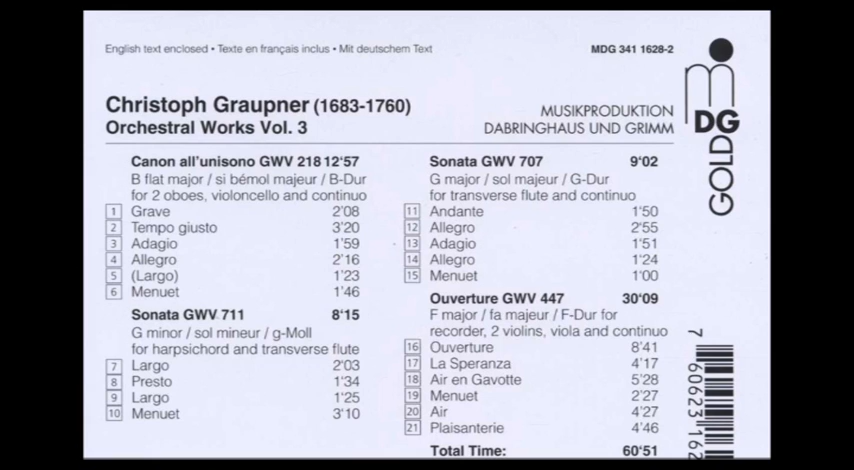 English text enclosed • Texte en français inclus • Mit deutschem Text
MDG 341 1628-2
Christoph Graupner (1683-1760)
Orchestral Works Vol. 3
MUSIKPRODUKTION
DABRINGHAUS UND GRIMM
mDG
GOLD
Canon all'unisono GWV 218 12'57
B flat major / si bémol majeur / B-Dur
for 2 oboes, violoncello and continuo
1 Grave 2'08
2 Tempo giusto 3'20
3 Adagio 1'59
4 Allegro 2'16
5 (Largo) 1'23
6 Menuet 1'46
Sonata GWV 711 8'15
G minor / sol mineur / g-Moll
for harpsichord and transverse flute
7 Largo 2'03
8 Presto 1'34
9 Largo 1'25
10 Menuet 3'10
Sonata GWV 707 9'02
G major / sol majeur / G-Dur
for transverse flute and continuo
11 Andante 1'50
12 Allegro 2'55
13 Adagio 1'51
14 Allegro 1'24
15 Menuet 1'00
Ouverture GWV 447 30'09
F major / fa majeur / F-Dur for
recorder, 2 violins, viola and continuo
16 Ouverture 8'41
17 La Speranza 4'17
18 Air en Gavotte 5'28
19 Menuet 2'27
20 Air 4'27
21 Plaisanterie 4'46
Total Time: 60'51
7 60623 162